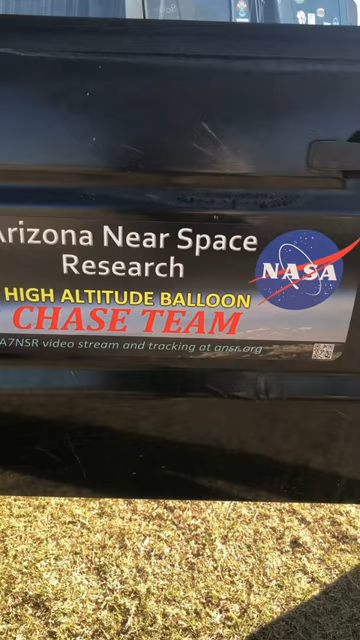 Arizona Near Space
Research
NASA
HIGH ALTITUDE BALLOON
CHASE TEAM
A7NSR video stream and tracking at ansr.org